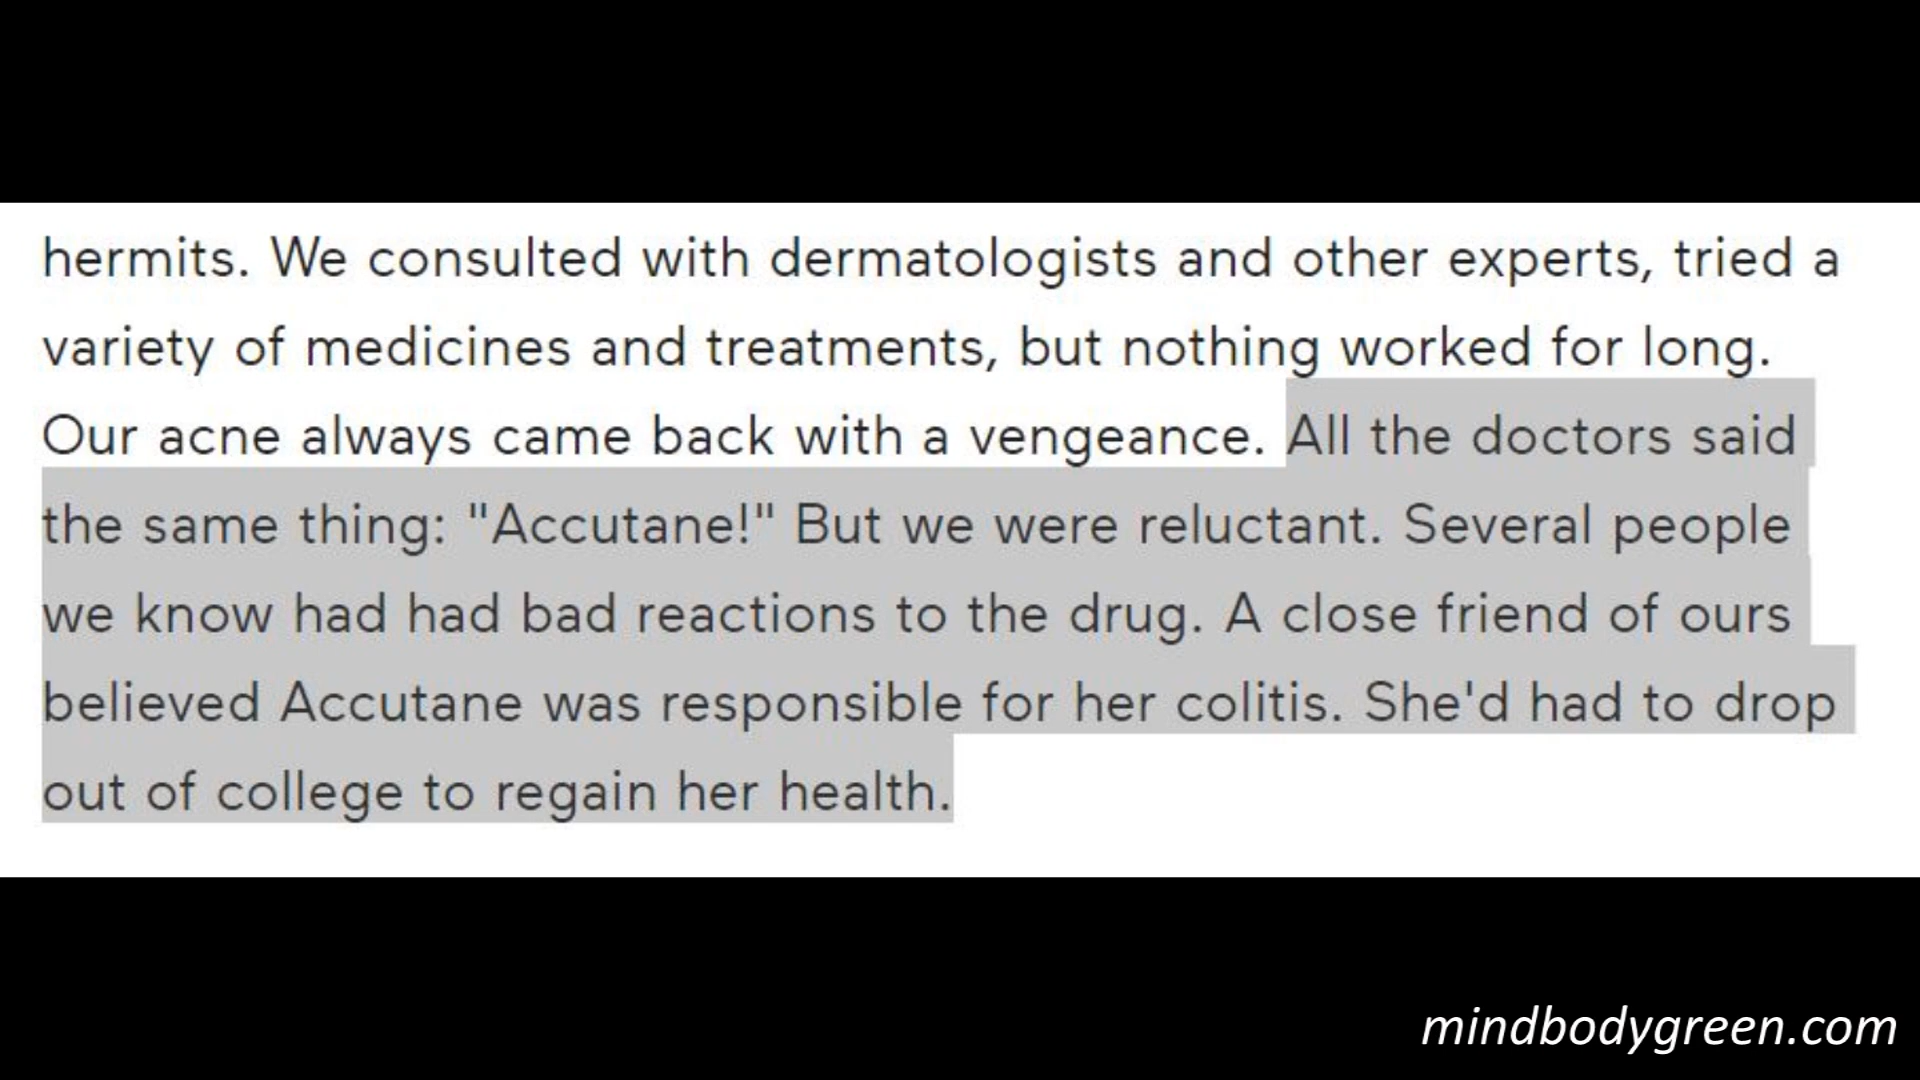 hermits. We consulted with dermatologists and other experts, tried a
variety of medicines and treatments, but nothing worked for long.
Our acne always came back with a vengeance. All the doctors said
the same thing: "Accutane!" But we were reluctant. Several people
we know had had bad reactions to the drug. A close friend of ours
believed Accutane was responsible for her colitis. She'd had to drop
out of college to regain her health.
mindbodygreen.com